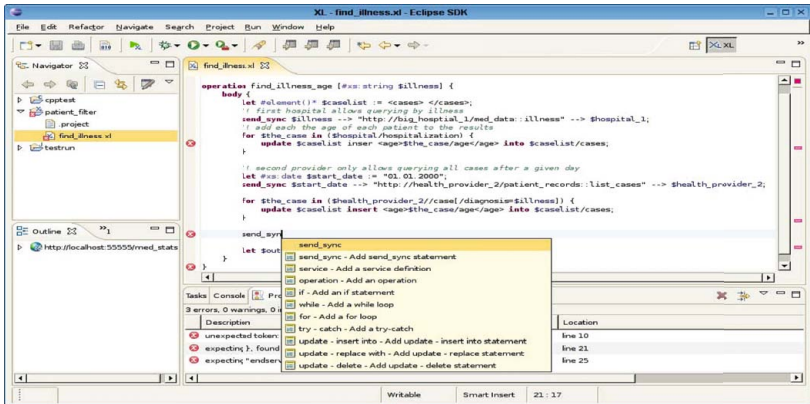 XL - find_illness.xl - Eclipse SDK
File Edit Refactor Navigate Search Project Run Window Help
XL XL
Navigator
cpptest
patient_filter
.project
find_illness.xl
testrun
Outline
http://localhost:55555/med_stats
find_illness.xl
operation find_illness_age [#xs:string $illness] {
body {
let #element()* $caselist := <cases> </cases>;
'! first hospital allows querying by illness
send_sync $illness --> "http://big_hosptial_1/med_data::illness" --> $hospital_1;
'! add each the age of each patient to the results
for $the_case in ($hospital/hospitalization) {
update $caselist inser <age>$the_case/age</age> into $caselist/cases;
}
'! second provider only allows querying all cases after a given day
let #xs:date $start_date := "01.01.2000";
send_sync $start_date --> "http://health_provider_2/patient_records::list_cases" --> $health_provider_2;
for $the_case in ($health_provider_2//case[/diagnosis=$illness]) {
update $caselist insert <age>$the_case/age</age> into $caselist/cases;
}
send_syn
let $out
}
}
send_sync
send_sync - Add send_sync statement
service - Add a service definition
operation - Add an operation
if - Add an if statement
while - Add a while loop
for - Add a for loop
try - catch - Add a try-catch
update - insert into - Add update - insert into statement
update - replace with - Add update - replace statement
update - delete - Add update - delete statement
Tasks Console Pr
3 errors, 0 warnings, 0 i
Description Location
unexpected token: line 10
expecting }, found line 21
expecting "endserv line 25
Writable Smart Insert 21 : 17